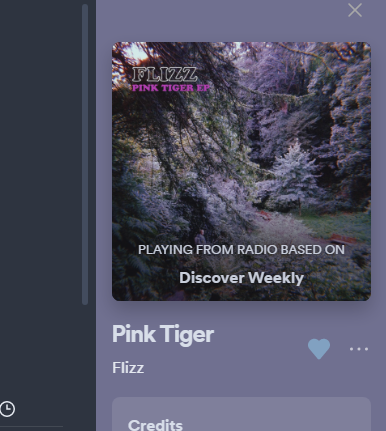 FLIZZ
PINK TIGER EP
PLAYING FROM RADIO BASED ON
Discover Weekly
Pink Tiger
Flizz
Credits